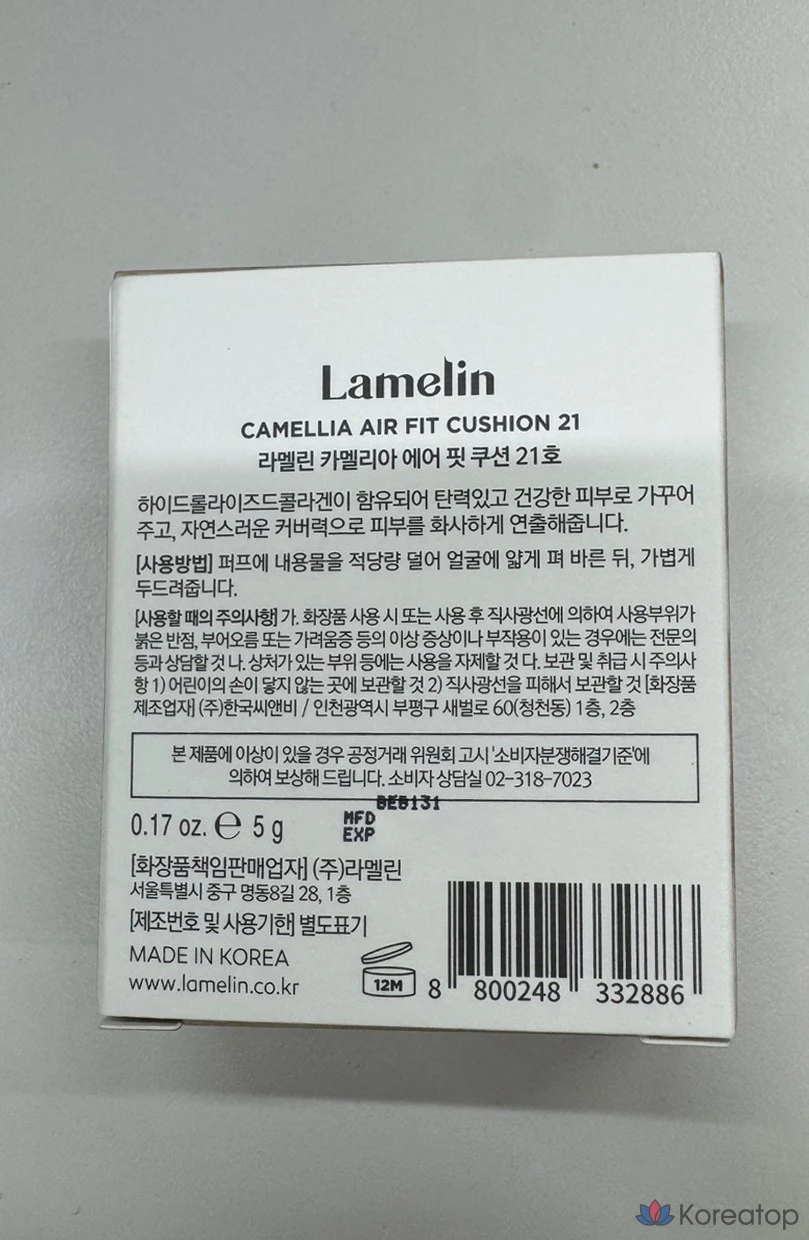 Lamelin
CAMELLIA AIR FIT CUSHION 21
라멜린 카멜리아 에어 핏 쿠션 21호
하이드롤라이즈드콜라겐이 함유되어 탄력있고 건강한 피부로 가꾸어
주고, 자연스러운 커버력으로 피부를 화사하게 연출해줍니다.
[사용방법] 퍼프에 내용물을 적당량 덜어 얼굴에 얇게 펴 바른 뒤, 가볍게
두드려줍니다.
[사용할 때의 주의사항] 가. 화장품 사용 시 또는 사용 후 직사광선에 의하여 사용부위가
붉은 반점, 부어오름 또는 가려움증 등의 이상 증상이나 부작용이 있는 경우에는 전문의
등과 상담할 것 나. 상처가 있는 부위 등에는 사용을 자제할 것 다. 보관 및 취급 시 주의사
항 1) 어린이의 손이 닿지 않는 곳에 보관할 것 2) 직사광선을 피해서 보관할 것 [화장품
제조업자] (주)한국씨앤비 / 인천광역시 부평구 새벌로 60(청천동) 1층, 2층
본 제품에 이상이 있을 경우 공정거래 위원회 고시 '소비자분쟁해결기준'에
의하여 보상해 드립니다. 소비자 상담실 02-318-7023
BEB131
0.17 oz. ℮ 5 g
MFD
EXP
[화장품책임판매업자] (주)라멜린
서울특별시 중구 명동8길 28, 1층
[제조번호 및 사용기한] 별도표기
MADE IN KOREA
www.lamelin.co.kr
12M
8 800248 332886
Koreatop